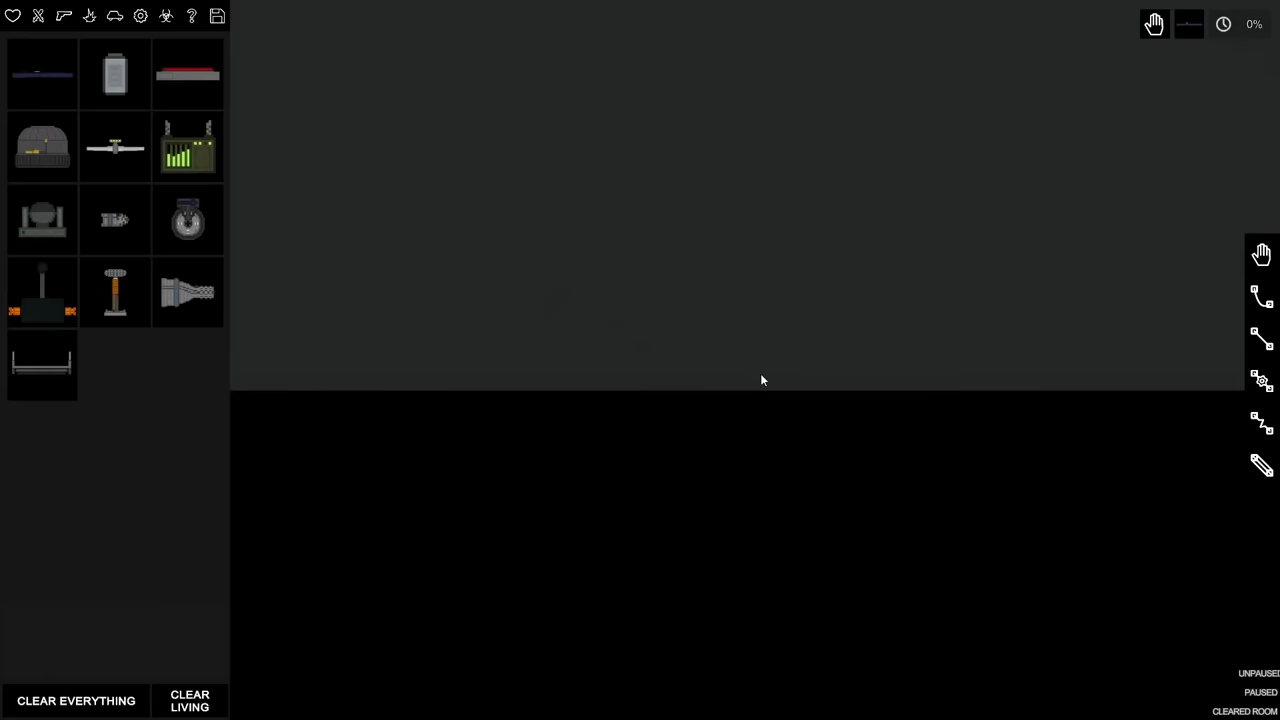 0%
UNPAUSED
PAUSED
CLEARED ROOM
CLEAR EVERYTHING
CLEAR
LIVING